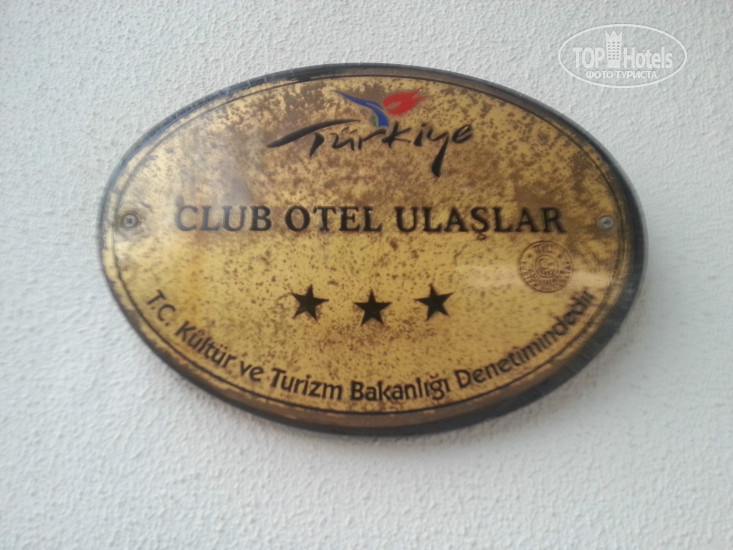 TOP Hotels
ФОТО ТУРИСТА
Türkiye
CLUB OTEL ULAŞLAR
T.C. Kültür ve Turizm Bakanlığı Denetimindedir